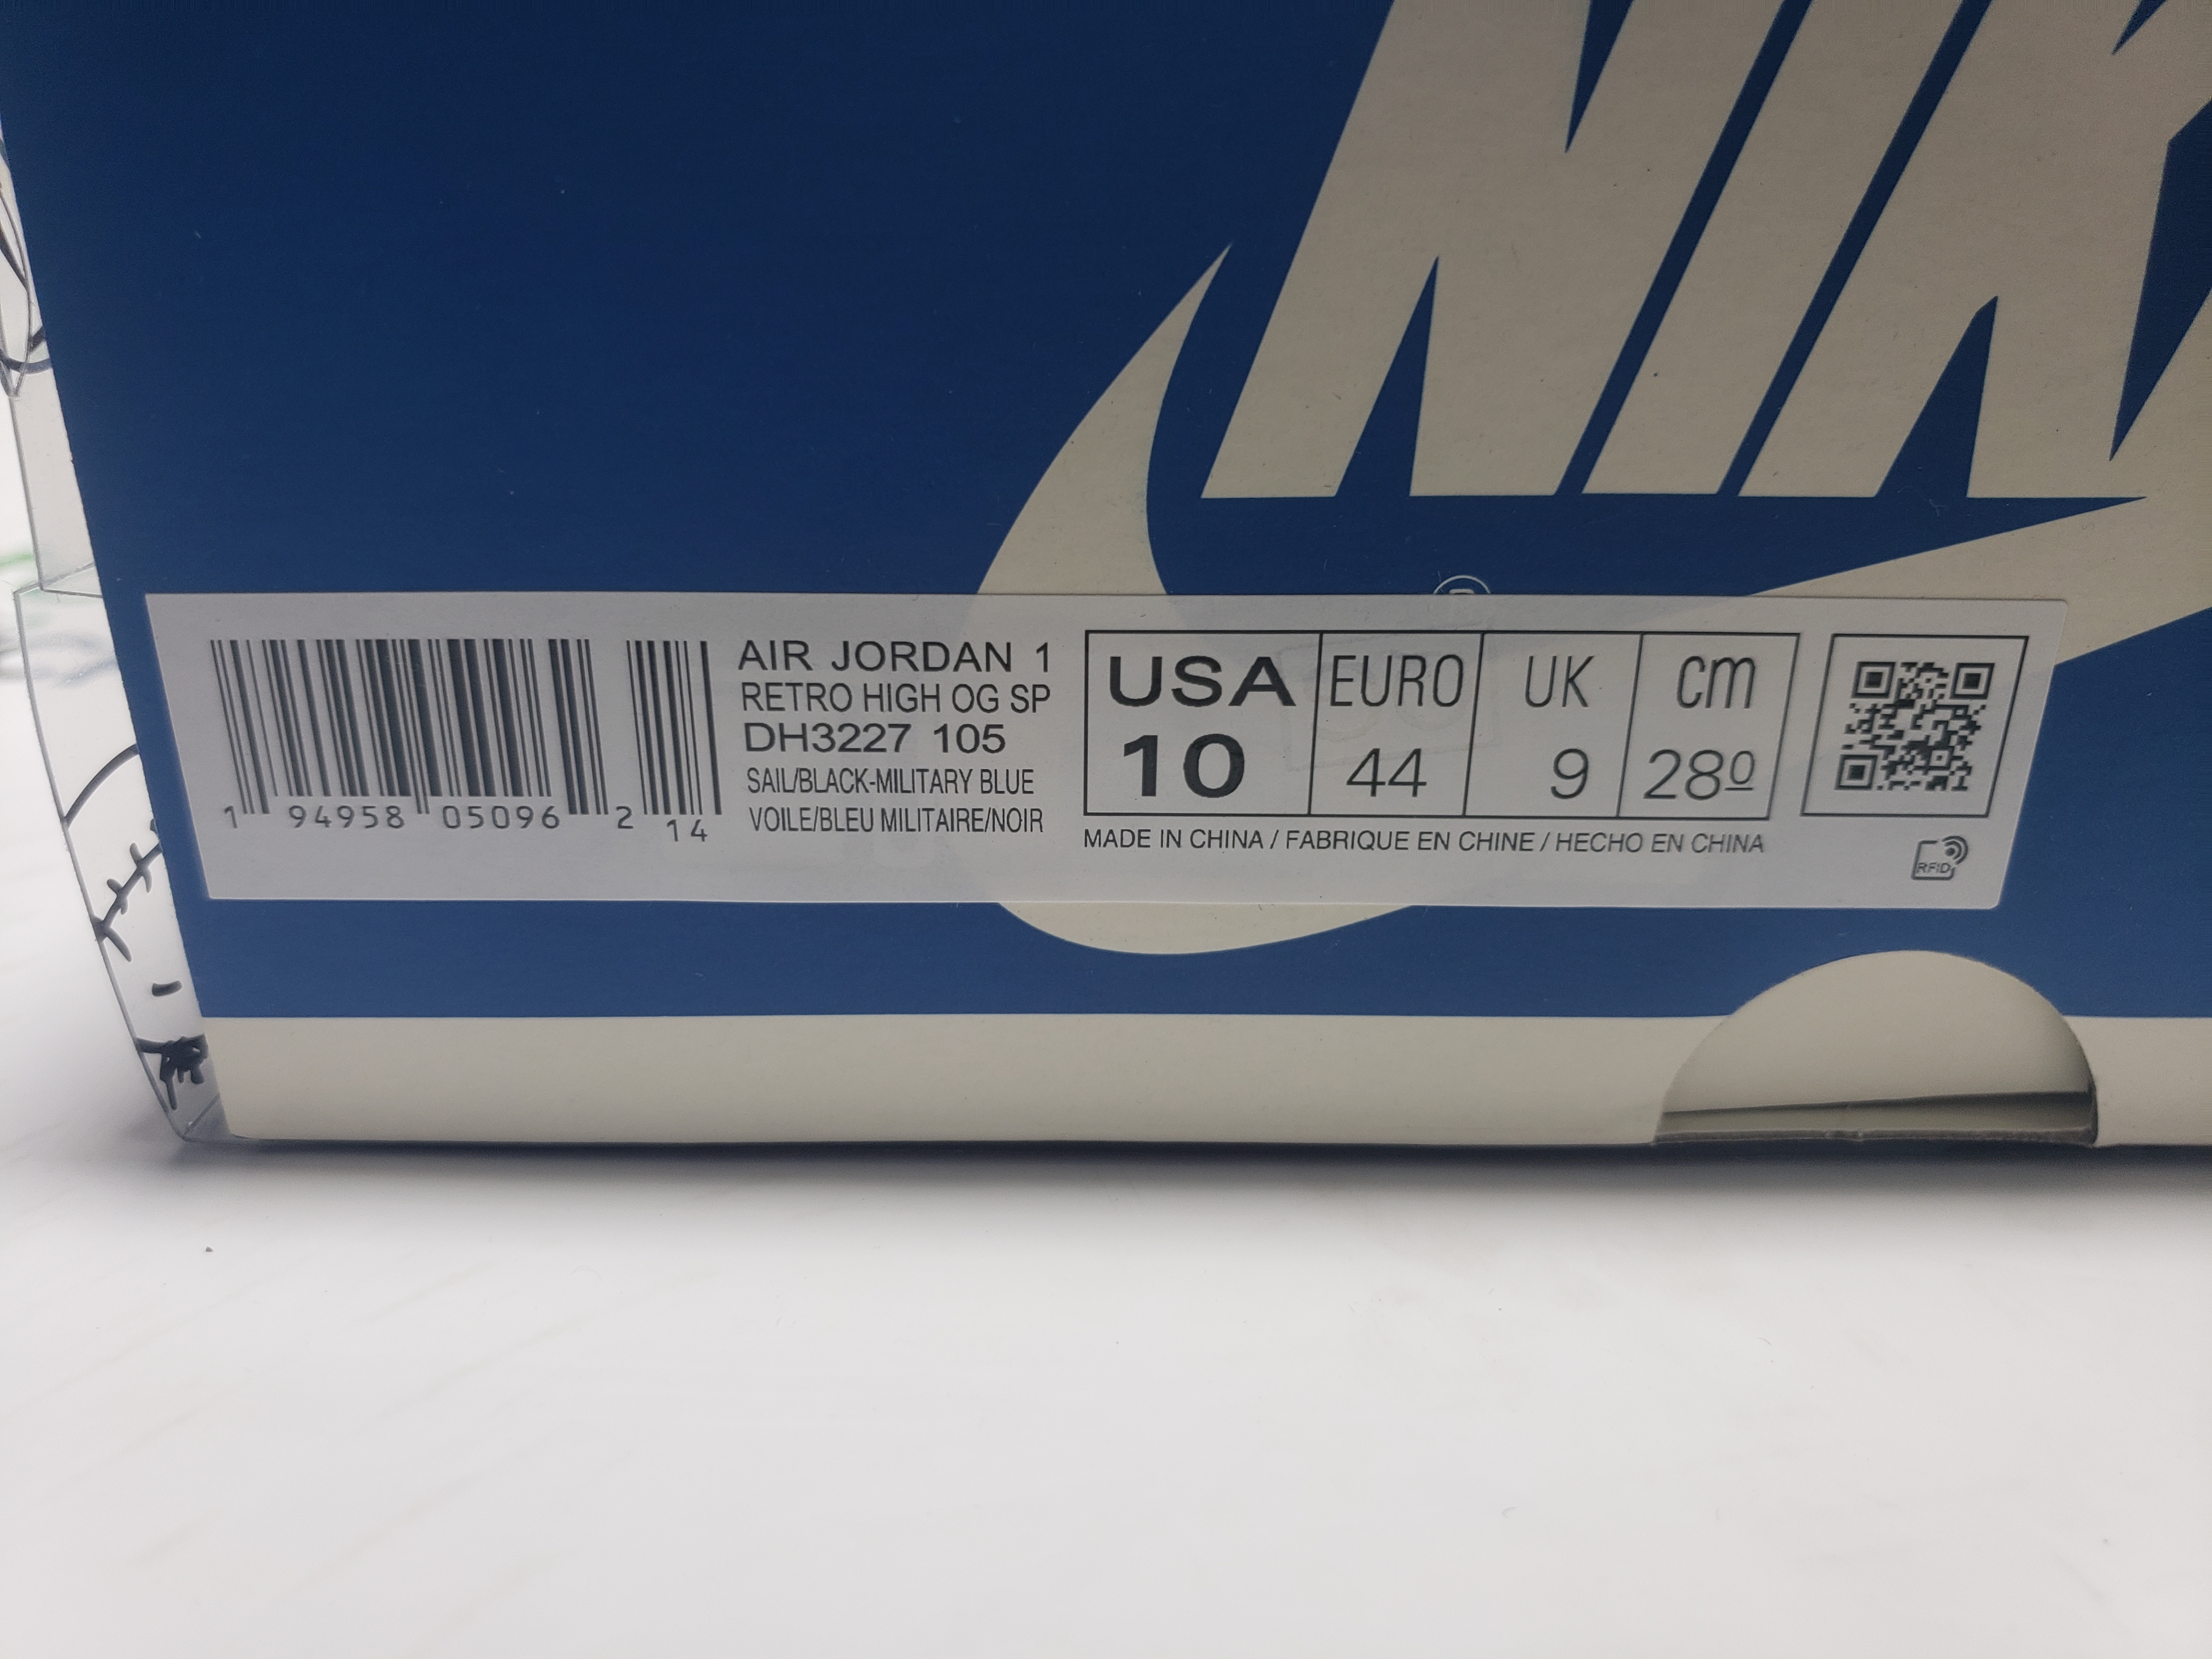 NIK
®
AIR JORDAN 1
RETRO HIGH OG SP
DH3227 105
SAIL/BLACK-MILITARY BLUE
VOILE/BLEU MILITAIRE/NOIR
1 94958 05096 2 14
USA EURO UK cm
10 44 9 280
MADE IN CHINA / FABRIQUE EN CHINE / HECHO EN CHINA
RFID